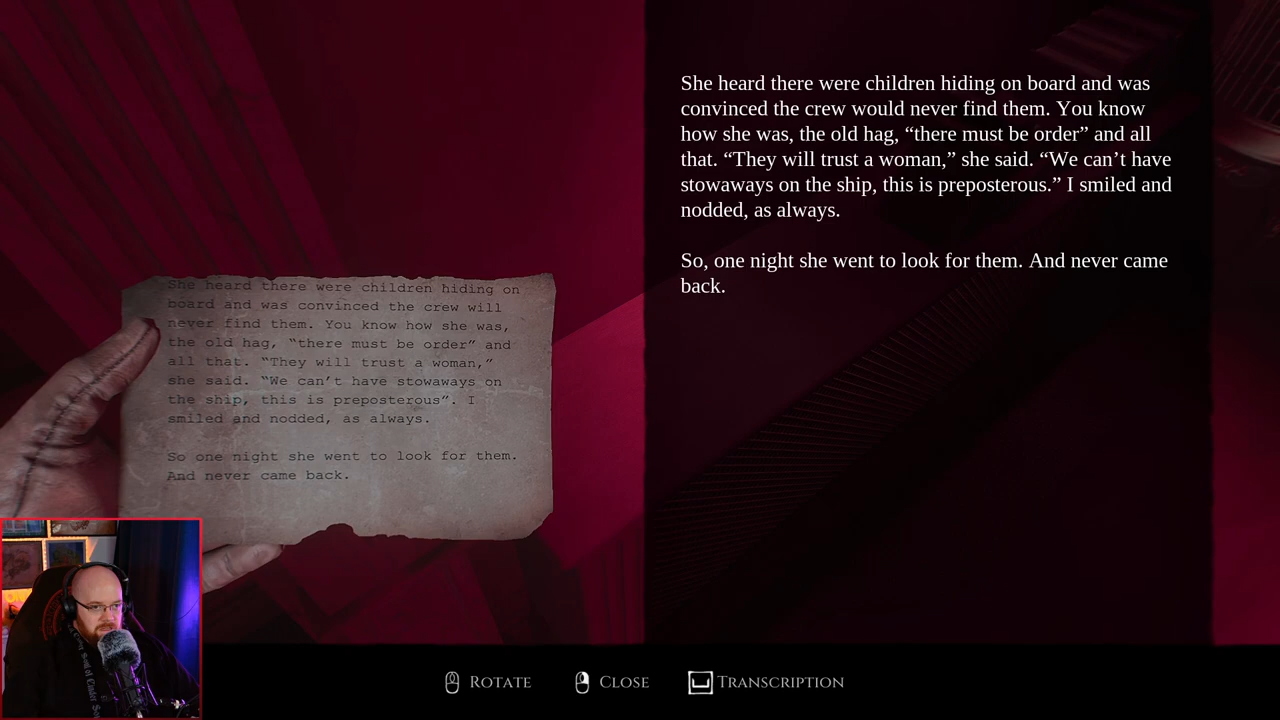 She heard there were children hiding on board and was
convinced the crew would never find them. You know
how she was, the old hag, “there must be order” and all
that. “They will trust a woman,” she said. “We can’t have
stowaways on the ship, this is preposterous.” I smiled and
nodded, as always.
So, one night she went to look for them. And never came
back.
She heard there were children hiding on
board and was convinced the crew will
never find them. You know how she was,
the old hag, “there must be order” and
all that. “They will trust a woman,”
she said. “We can’t have stowaways on
the ship, this is preposterous”. I
smiled and nodded, as always.
So one night she went to look for them.
And never came back.
ROTATE
CLOSE
TRANSCRIPTION